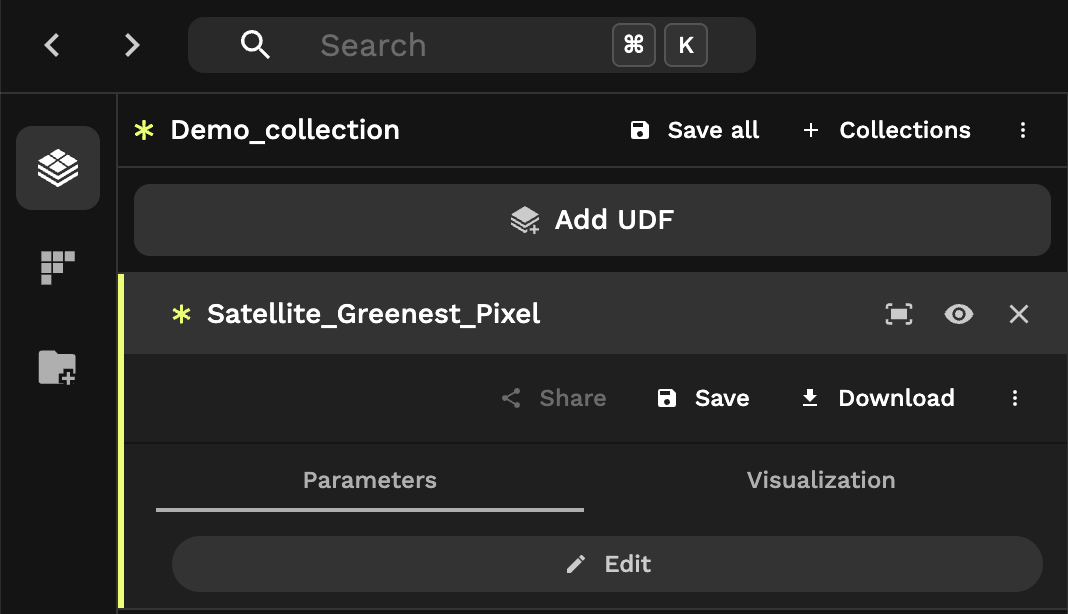 Search ⌘ K
Demo_collection Save all + Collections
Add UDF
Satellite_Greenest_Pixel
Share Save Download
Parameters Visualization
Edit